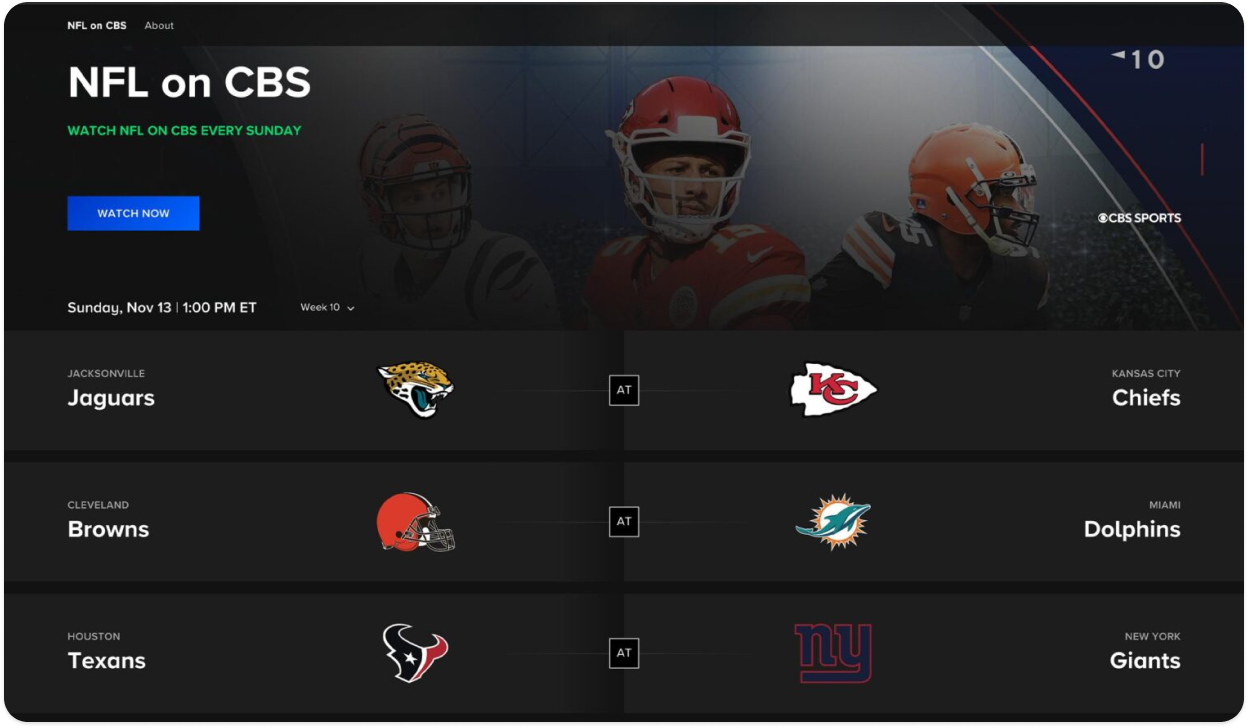 NFL on CBS About
NFL on CBS
WATCH NFL ON CBS EVERY SUNDAY
WATCH NOW
10
CBS SPORTS
Sunday, Nov 13 | 1:00 PM ET Week 10
JACKSONVILLE
Jaguars
AT
KC
KANSAS CITY
Chiefs
CLEVELAND
Browns
AT
MIAMI
Dolphins
HOUSTON
Texans
AT
ny
NEW YORK
Giants